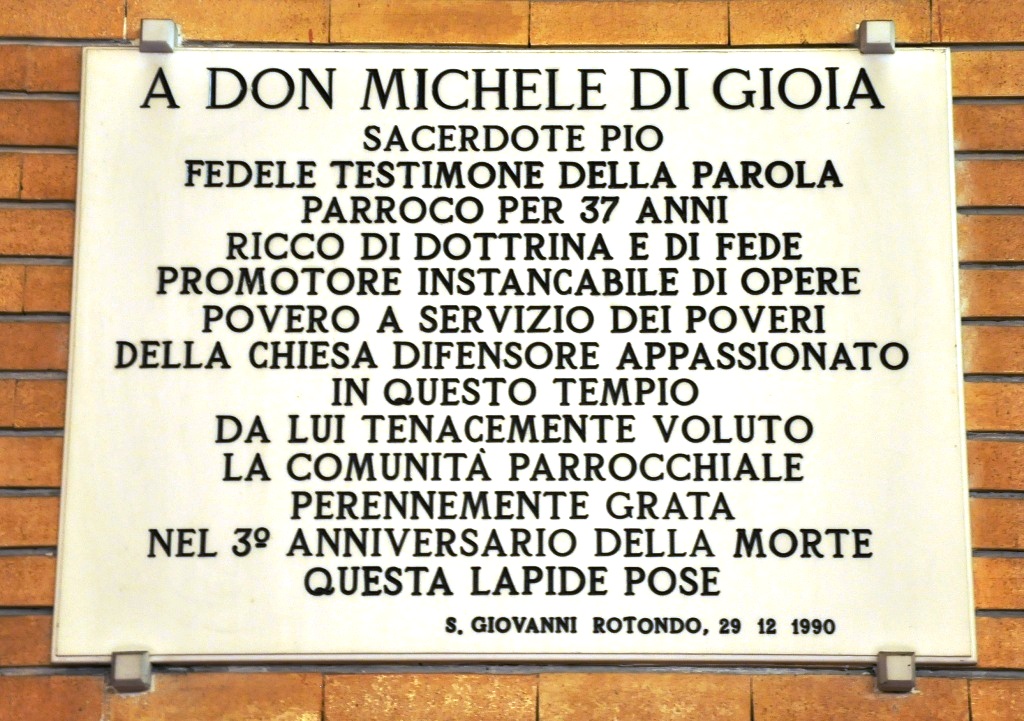 A DON MICHELE DI GIOIA
SACERDOTE PIO
FEDELE TESTIMONE DELLA PAROLA
PARROCO PER 37 ANNI
RICCO DI DOTTRINA E DI FEDE
PROMOTORE INSTANCABILE DI OPERE
POVERO A SERVIZIO DEI POVERI
DELLA CHIESA DIFENSORE APPASSIONATO
IN QUESTO TEMPIO
DA LUI TENACEMENTE VOLUTO
LA COMUNITÀ PARROCCHIALE
PERENNEMENTE GRATA
NEL 3º ANNIVERSARIO DELLA MORTE
QUESTA LAPIDE POSE
S. GIOVANNI ROTONDO, 29 12 1990